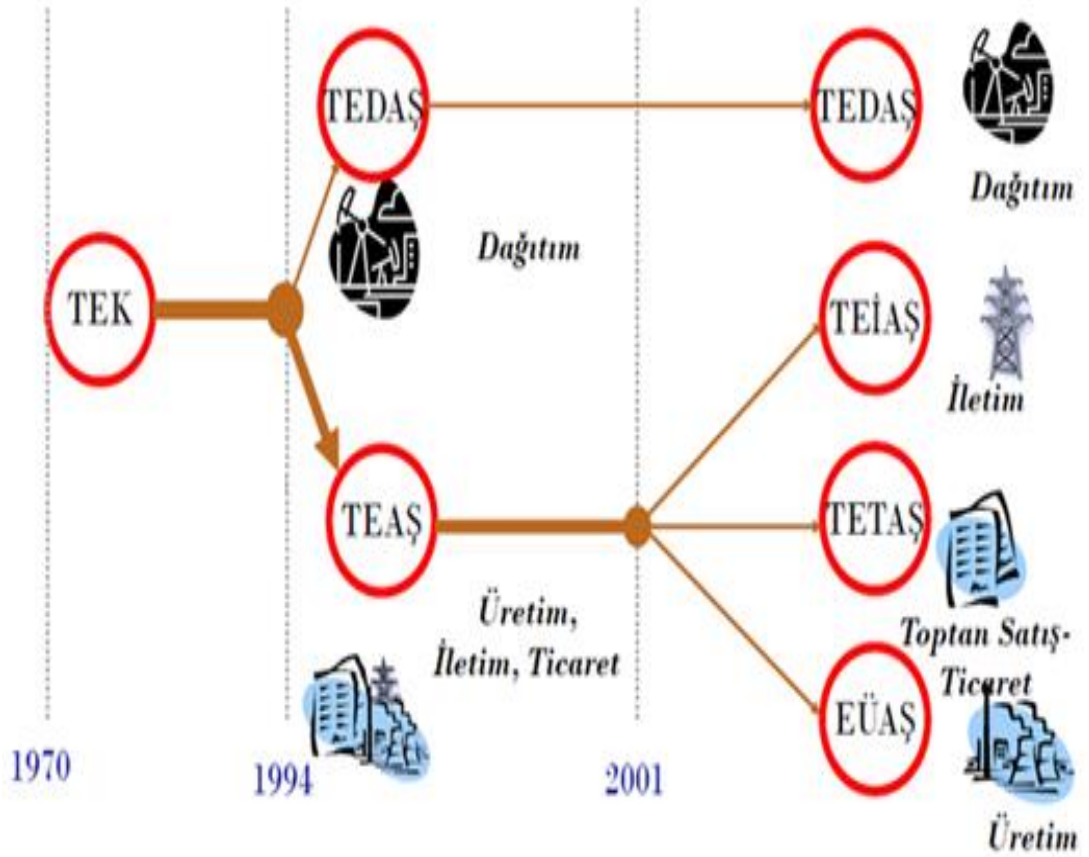 TEDAŞ
TEDAŞ
Dağıtım
Dağıtım
TEK
TEİAŞ
İletim
TEAŞ
TETAŞ
Üretim,
İletim, Ticaret
Toptan Satış-
Ticaret
EÜAŞ
1970
1994
2001
Üretim